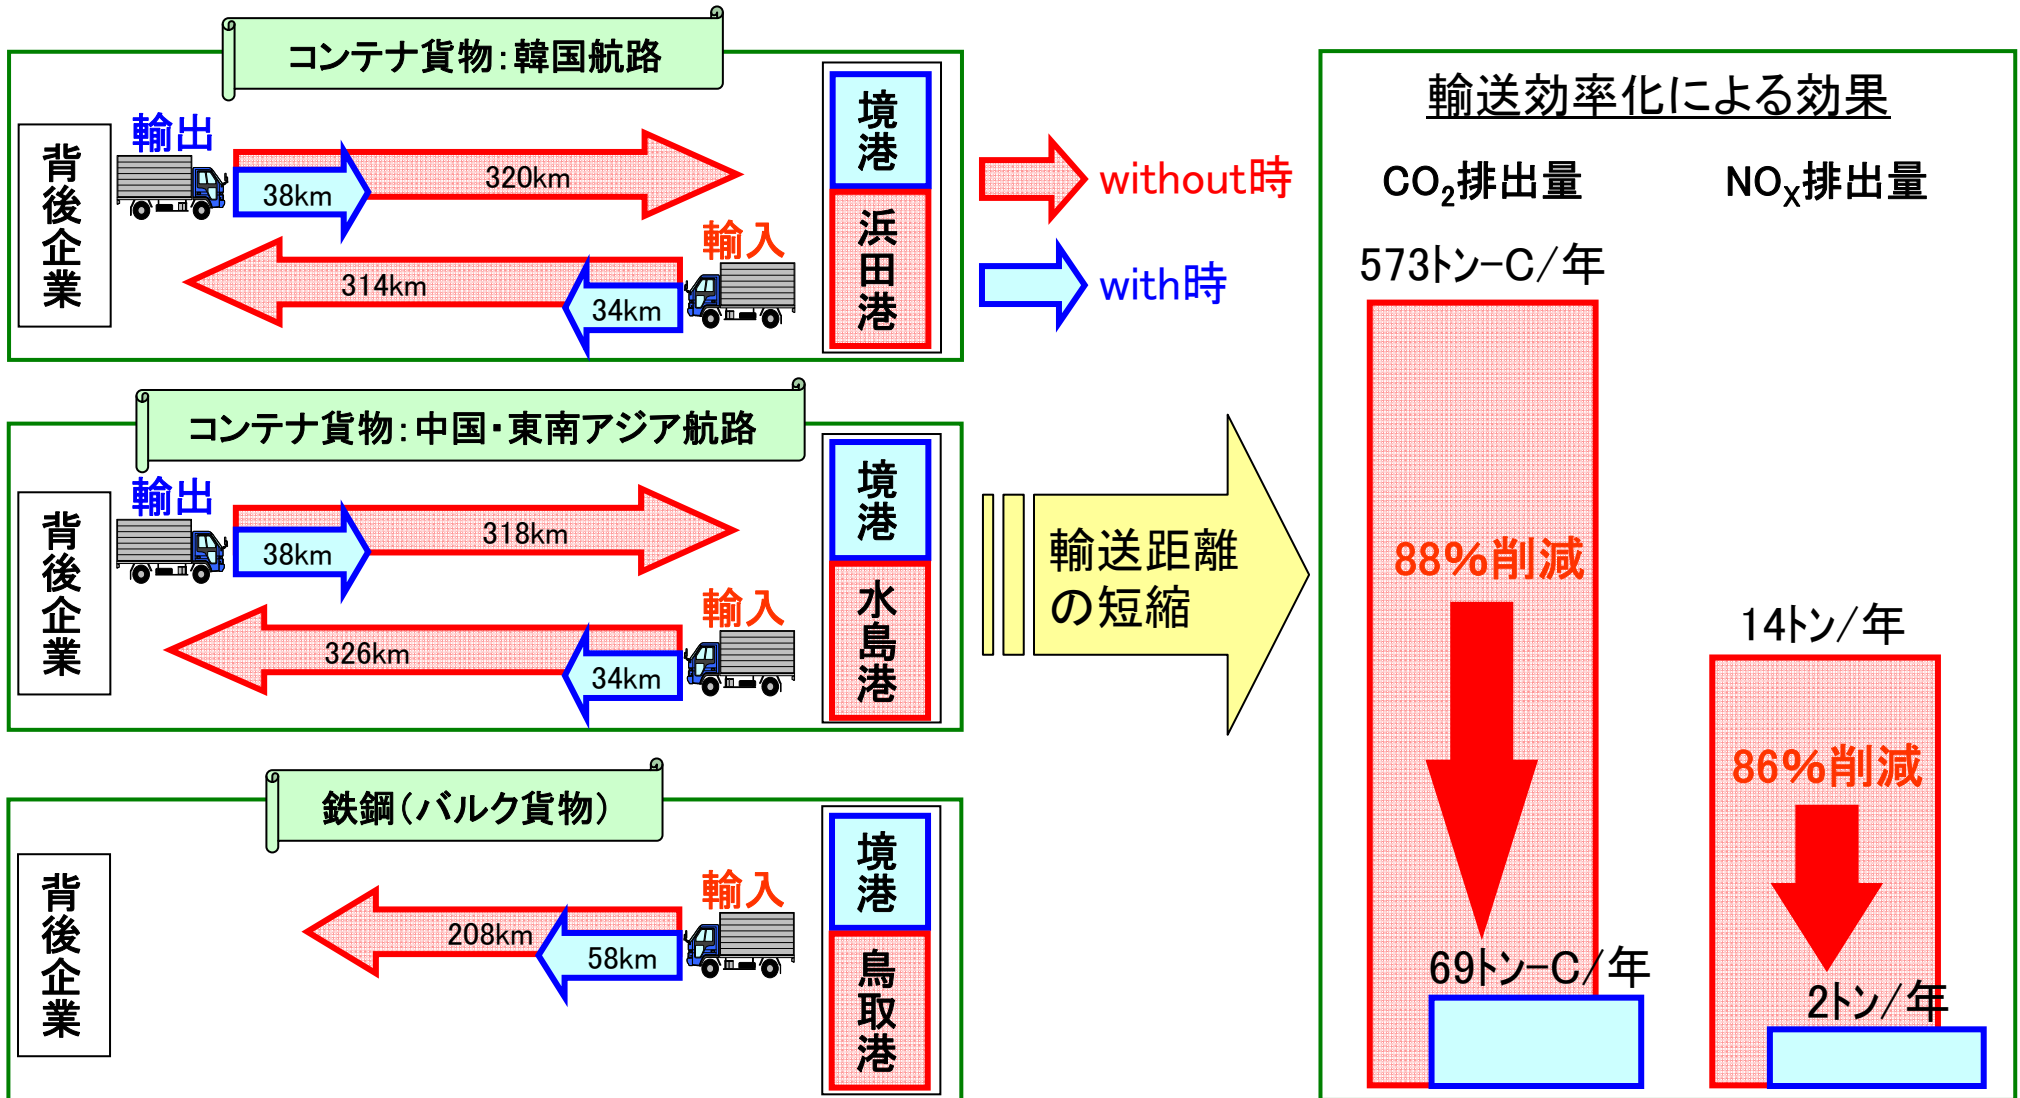 コンテナ貨物：韓国航路
背後企業
輸出
38km
320km
輸入
314km
34km
境港
浜田港
without時
with時
コンテナ貨物：中国・東南アジア航路
背後企業
輸出
38km
318km
輸入
326km
34km
境港
水島港
鉄鋼（バルク貨物）
背後企業
輸入
208km
58km
境港
鳥取港
輸送距離
の短縮
輸送効率化による効果
CO₂排出量
NOX排出量
573トン-C/年
88%削減
69トン-C/年
14トン/年
86%削減
2トン/年